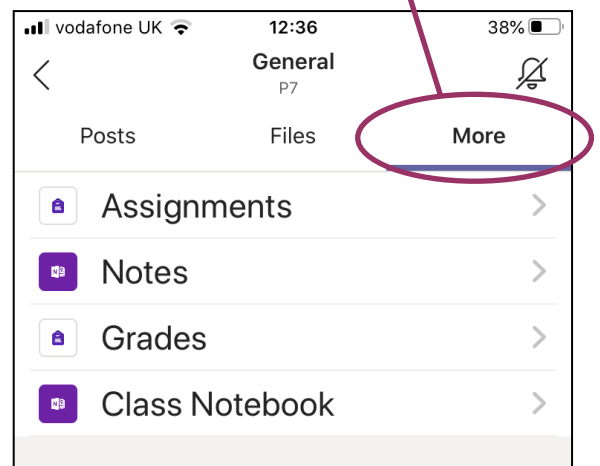 vodafone UK 12:36 38%
General
P7
Posts Files More
Assignments
Notes
Grades
Class Notebook